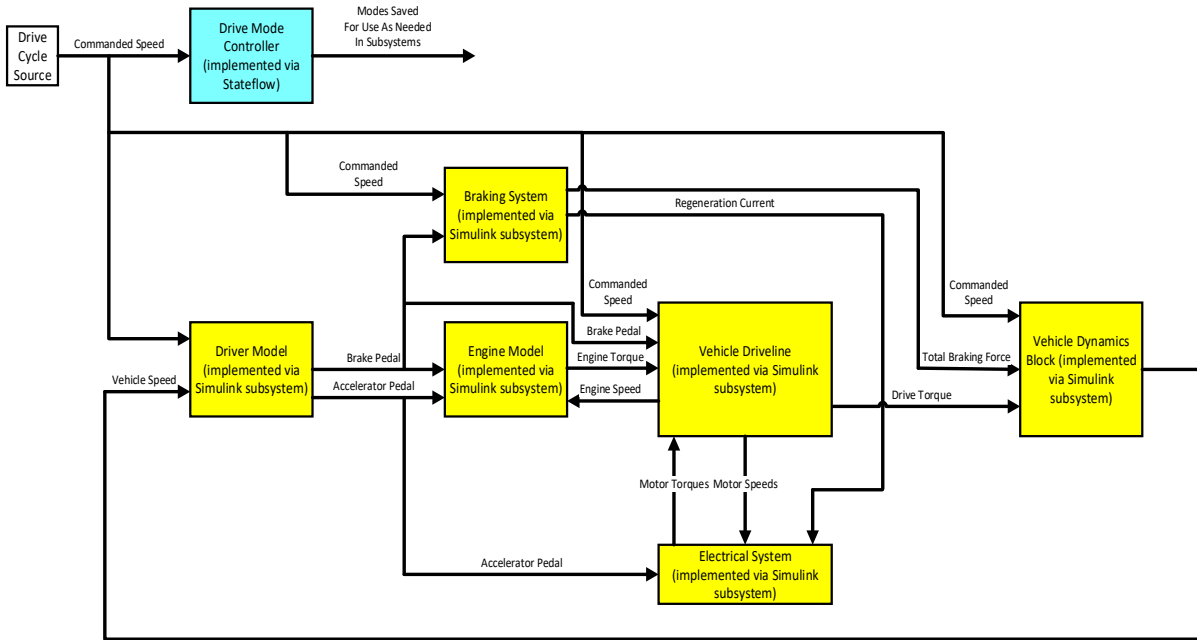 Drive
Cycle
Source
Commanded Speed
Drive Mode
Controller
(implemented via
Stateflow)
Modes Saved
For Use As Needed
In Subsystems
Commanded
Speed
Braking System
(implemented via
Simulink subsystem)
Regeneration Current
Commanded
Speed
Commanded
Speed
Driver Model
(implemented via
Simulink subsystem)
Vehicle Speed
Brake Pedal
Accelerator Pedal
Engine Model
(implemented via
Simulink subsystem)
Brake Pedal
Engine Torque
Engine Speed
Vehicle Driveline
(implemented via Simulink
subsystem)
Total Braking Force
Drive Torque
Vehicle Dynamics
Block (implemented
via Simulink
subsystem)
Motor Torques
Motor Speeds
Accelerator Pedal
Electrical System
(implemented via Simulink
subsystem)